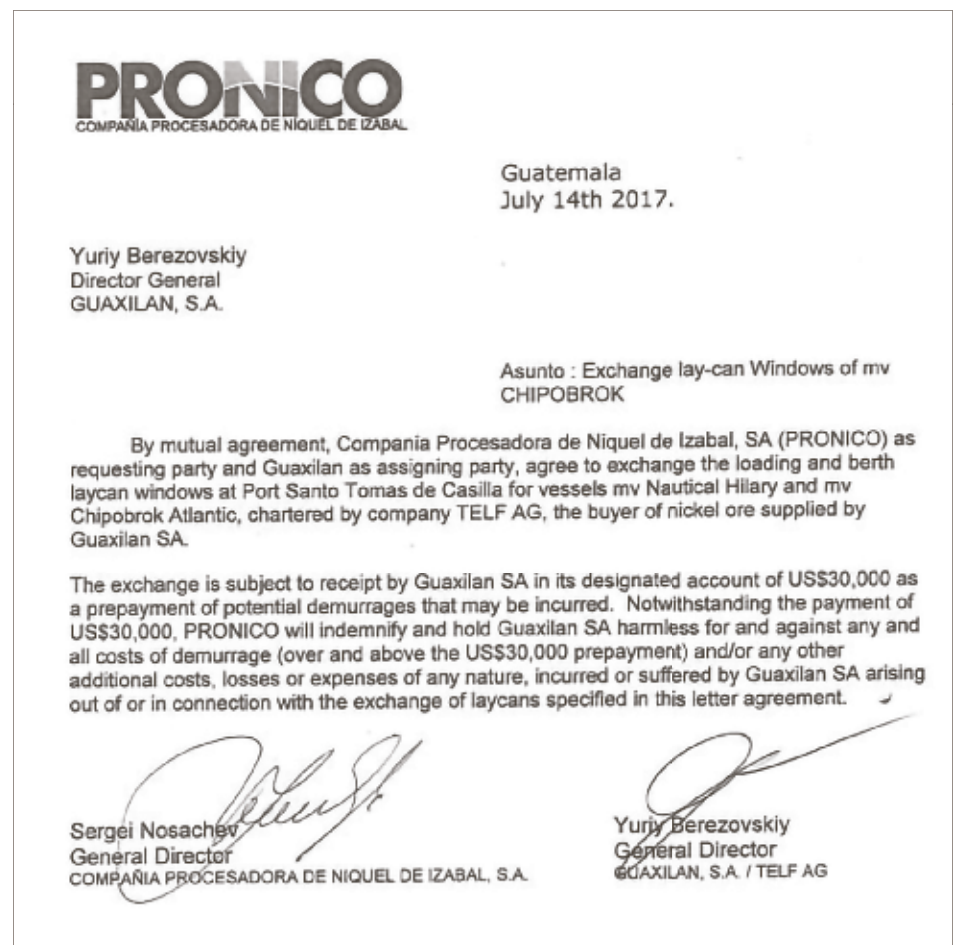 PRONICO
COMPAÑÍA PROCESADORA DE NÍQUEL DE IZABAL
Guatemala
July 14th 2017.
Yuriy Berezovskiy
Director General
GUAXILAN, S.A.
Asunto : Exchange lay-can Windows of mv
CHIPOBROK
By mutual agreement, Compania Procesadora de Niquel de Izabal, SA (PRONICO) as
requesting party and Guaxilan as assigning party, agree to exchange the loading and berth
laycan windows at Port Santo Tomas de Casilla for vessels mv Nautical Hilary and mv
Chipobrok Atlantic, chartered by company TELF AG, the buyer of nickel ore supplied by
Guaxilan SA.
The exchange is subject to receipt by Guaxilan SA in its designated account of US$30,000 as
a prepayment of potential demurrages that may be incurred. Notwithstanding the payment of
US$30,000, PRONICO will indemnify and hold Guaxilan SA harmless for and against any and
all costs of demurrage (over and above the US$30,000 prepayment) and/or any other
additional costs, losses or expenses of any nature, incurred or suffered by Guaxilan SA arising
out of or in connection with the exchange of laycans specified in this letter agreement.
Sergei Nosachev
General Director
COMPAÑIA PROCESADORA DE NIQUEL DE IZABAL, S.A.
Yuriy Berezovskiy
General Director
GUAXILAN, S.A. / TELF AG